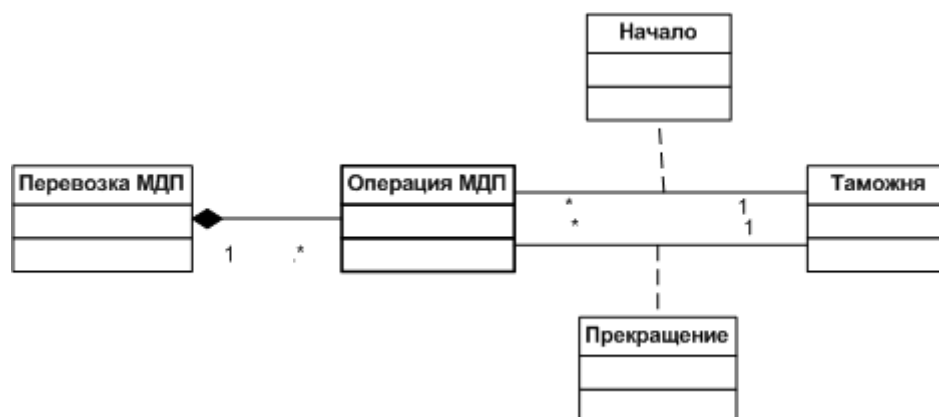 Начало
Перевозка МДП
Операция МДП
Таможня
* 1
* 1
1 .*
Прекращение